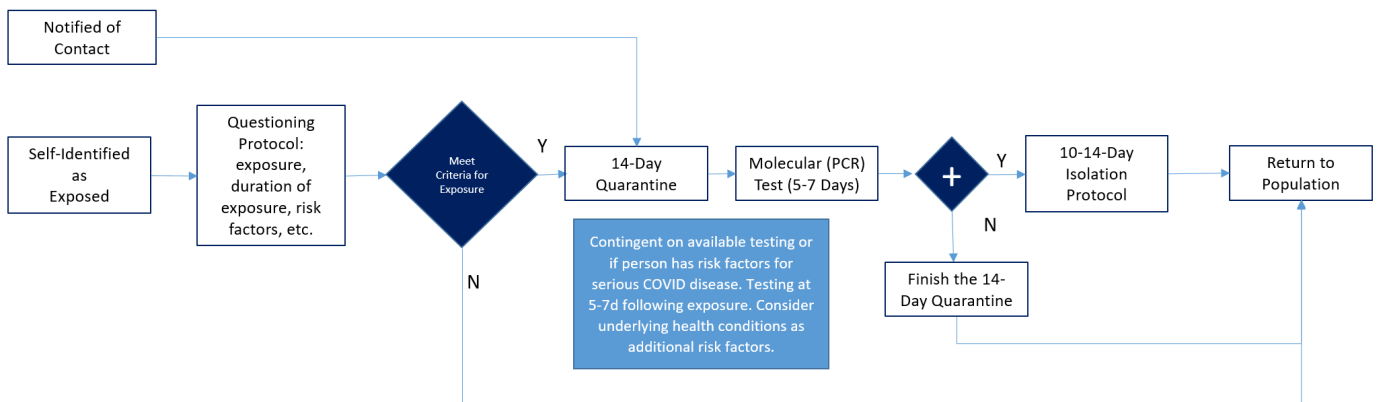 Notified of
Contact
Self-Identified
as
Exposed
Questioning
Protocol:
exposure,
duration of
exposure, risk
factors, etc.
Meet
Criteria for
Exposure
Y
N
14-Day
Quarantine
Molecular (PCR)
Test (5-7 Days)
+
Y
N
10-14-Day
Isolation
Protocol
Return to
Population
Finish the 14-
Day Quarantine
Contingent on available testing or
if person has risk factors for
serious COVID disease. Testing at
5-7d following exposure. Consider
underlying health conditions as
additional risk factors.